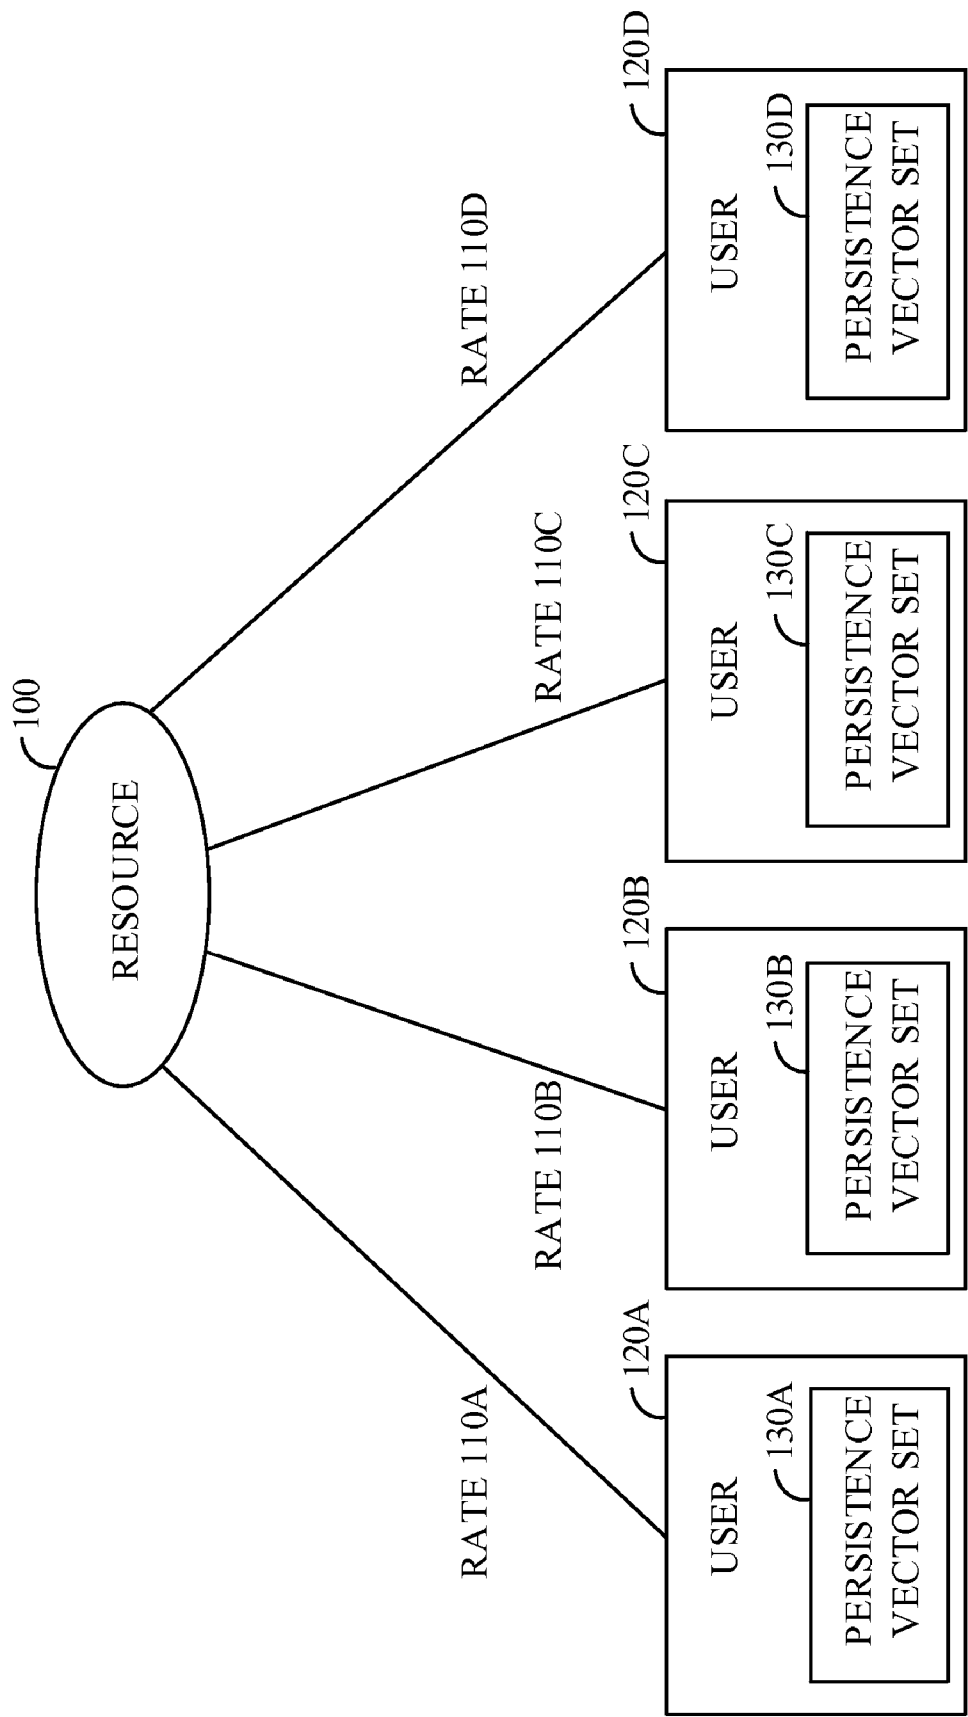 100
RESOURCE
RATE 110A
RATE 110B
RATE 110C
RATE 110D
120A
USER
130A
PERSISTENCE
VECTOR SET
120B
USER
130B
PERSISTENCE
VECTOR SET
120C
USER
130C
PERSISTENCE
VECTOR SET
120D
USER
130D
PERSISTENCE
VECTOR SET